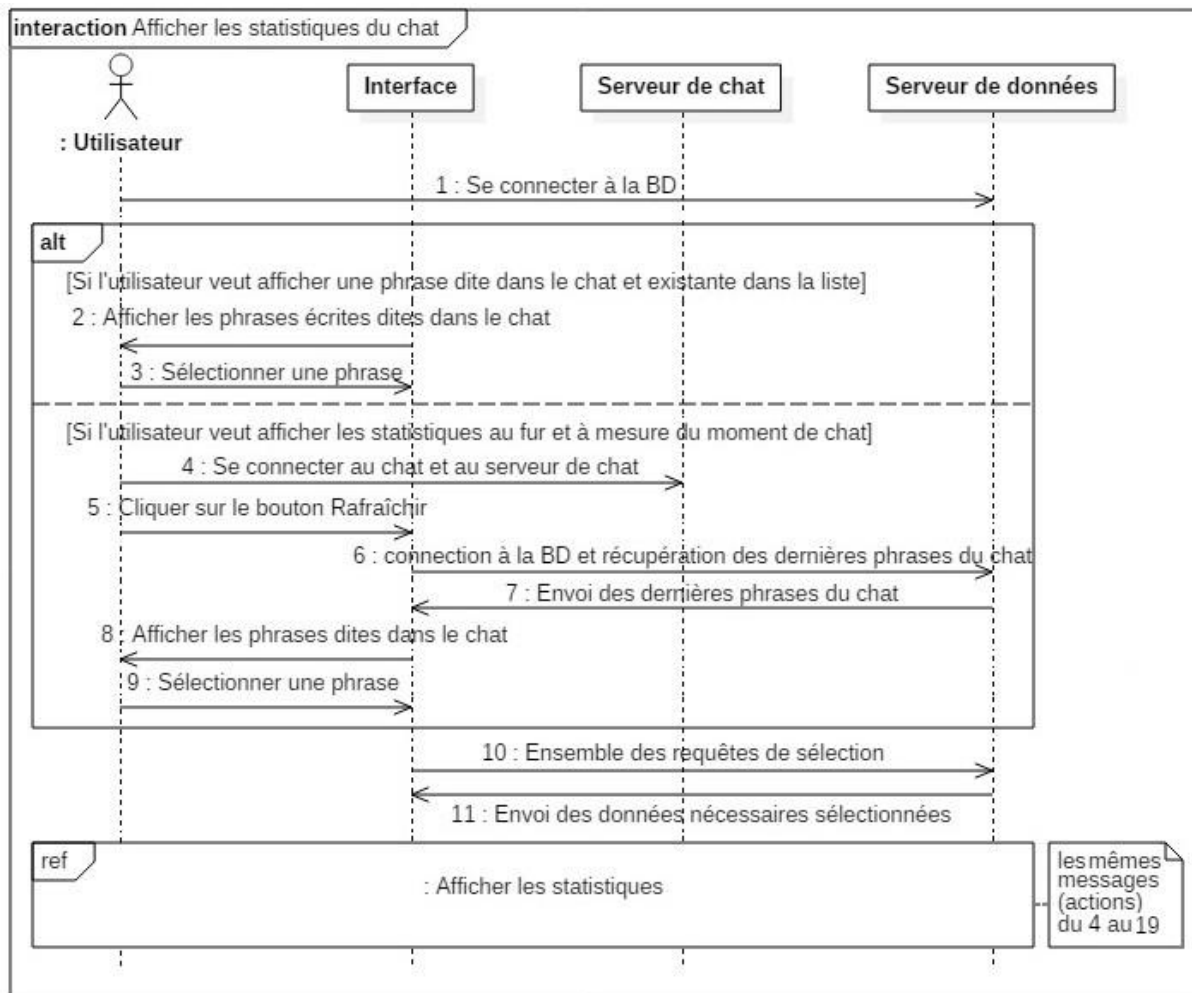 interaction Afficher les statistiques du chat
Interface
Serveur de chat
Serveur de données
: Utilisateur
1 : Se connecter à la BD
alt
[Si l'utilisateur veut afficher une phrase dite dans le chat et existante dans la liste]
2 : Afficher les phrases écrites dites dans le chat
3 : Sélectionner une phrase
[Si l'utilisateur veut afficher les statistiques au fur et à mesure du moment de chat]
4 : Se connecter au chat et au serveur de chat
5 : Cliquer sur le bouton Rafraîchir
6 : connection à la BD et récupération des dernières phrases du chat
7 : Envoi des dernières phrases du chat
8 : Afficher les phrases dites dans le chat
9 : Sélectionner une phrase
10 : Ensemble des requêtes de sélection
11 : Envoi des données nécessaires sélectionnées
ref
: Afficher les statistiques
les mêmes
messages
(actions)
du 4 au 19